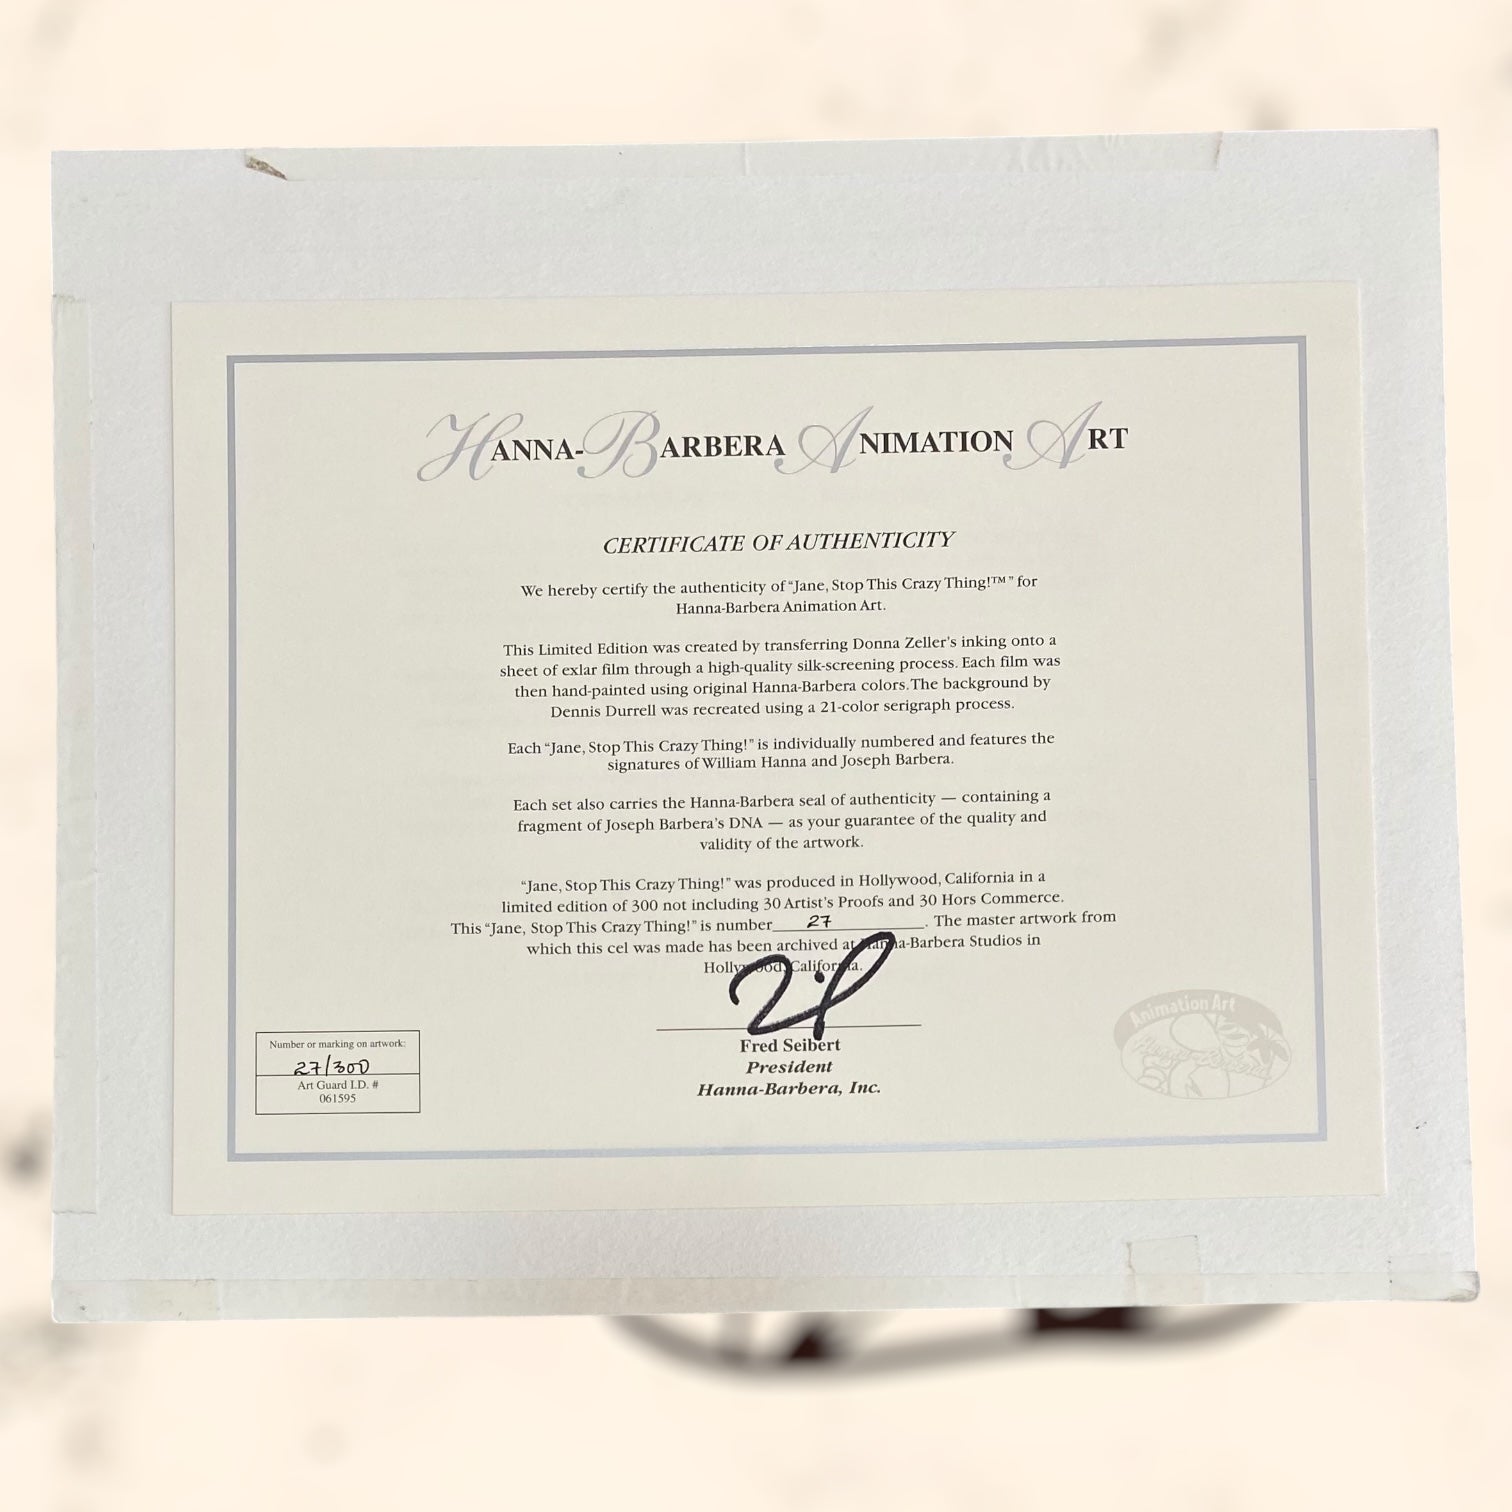 HANNA-BARBERA ANIMATION ART
CERTIFICATE OF AUTHENTICITY
We hereby certify the authenticity of “Jane, Stop This Crazy Thing!™” for
Hanna-Barbera Animation Art.
This Limited Edition was created by transferring Donna Zeller's inking onto a
sheet of exlar film through a high-quality silk-screening process. Each film was
then hand-painted using original Hanna-Barbera colors. The background by
Dennis Durrell was recreated using a 21-color serigraph process.
Each “Jane, Stop This Crazy Thing!” is individually numbered and features the
signatures of William Hanna and Joseph Barbera.
Each set also carries the Hanna-Barbera seal of authenticity — containing a
fragment of Joseph Barbera's DNA — as your guarantee of the quality and
validity of the artwork.
“Jane, Stop This Crazy Thing!” was produced in Hollywood, California in a
limited edition of 300 not including 30 Artist's Proofs and 30 Hors Commerce.
This “Jane, Stop This Crazy Thing!” is number 27. The master artwork from
which this cel was made has been archived at Hanna-Barbera Studios in
Hollywood, California.
Fred Seibert
President
Hanna-Barbera, Inc.
Number or marking on artwork:
27/300
Art Guard I.D. #
061595
Animation Art
Hanna-Barbera